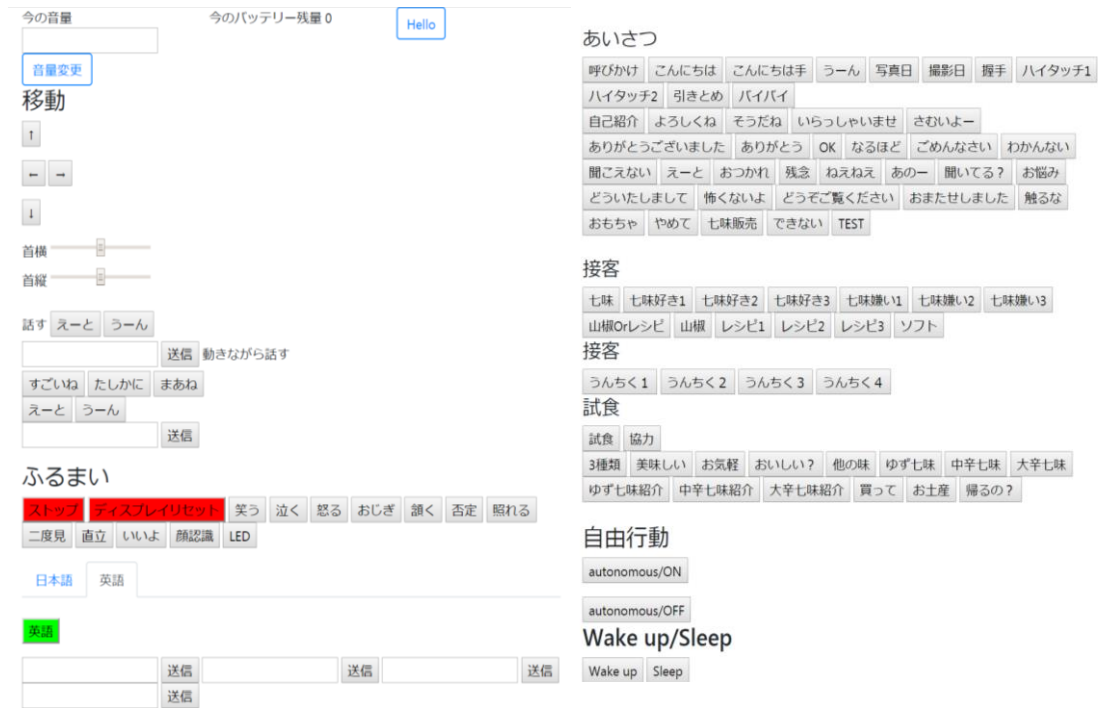 今の音量 今のバッテリー残量 0 Hello
音量変更
移動
↑
← →
↓
首横
首縦
話す えーと うーん
送信 動きながら話す
すごいね たしかに まあね
えーと うーん
送信
ふるまい
ストップ ディスプレイリセット 笑う 泣く 怒る おじぎ 頷く 否定 照れる
二度見 直立 いいよ 顔認識 LED
日本語 英語
英語
送信 送信 送信
送信
あいさつ
呼びかけ こんにちは こんにちは手 うーん 写真日 撮影日 握手 ハイタッチ1
ハイタッチ2 引きとめ バイバイ
自己紹介 よろしくね そうだね いらっしゃいませ さむいよー
ありがとうございました ありがとう OK なるほど ごめんなさい わかんない
聞こえない えーと おつかれ 残念 ねえねえ あのー 聞いてる？ お悩み
どういたしまして 怖くないよ どうぞご覧ください おまたせしました 触るな
おもちゃ やめて 七味販売 できない TEST
接客
七味 七味好き1 七味好き2 七味好き3 七味嫌い1 七味嫌い2 七味嫌い3
山椒Orレシピ 山椒 レシピ1 レシピ2 レシピ3 ソフト
接客
うんちく1 うんちく2 うんちく3 うんちく4
試食
試食 協力
3種類 美味しい お気軽 おいしい？ 他の味 ゆず七味 中辛七味 大辛七味
ゆず七味紹介 中辛七味紹介 大辛七味紹介 買って お土産 帰るの？
自由行動
autonomous/ON
autonomous/OFF
Wake up/Sleep
Wake up Sleep